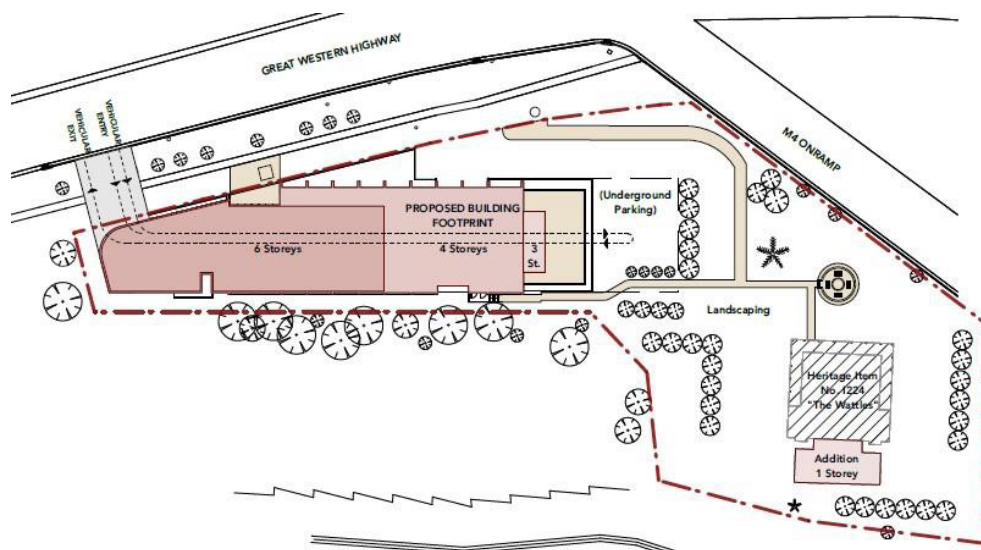 GREAT WESTERN HIGHWAY
VEHICULAR
EXIT
VEHICULAR
ENTRY
M4 ONRAMP
PROPOSED BUILDING
FOOTPRINT
(Underground
Parking)
6 Storeys
4 Storeys
3
St.
Landscaping
Heritage Item
No. 1224
"The Wattles"
Addition
1 Storey